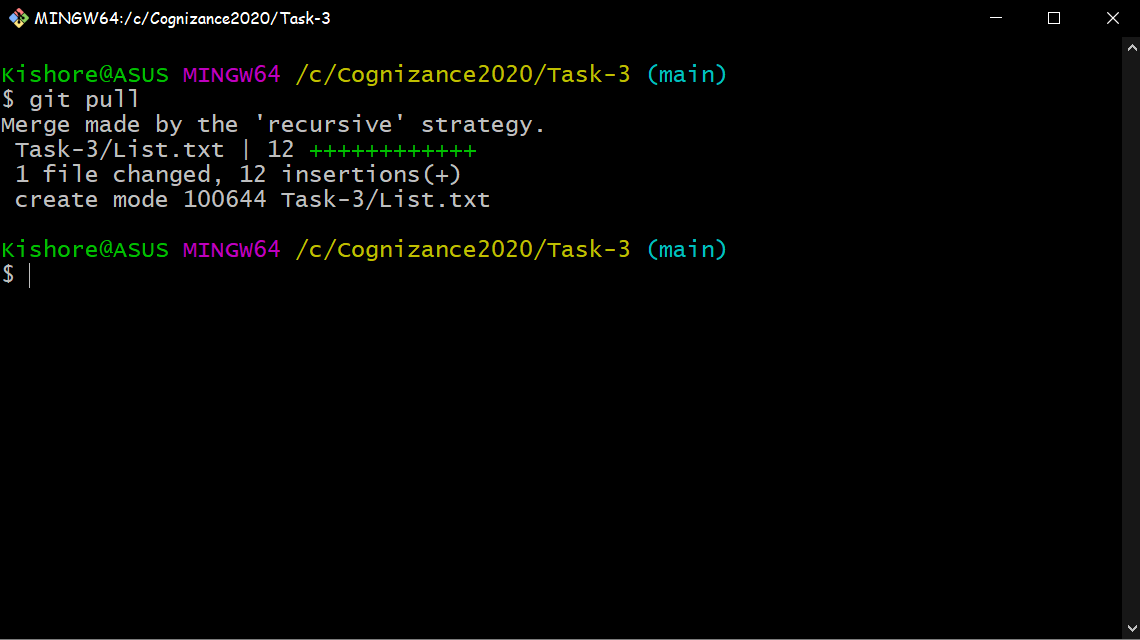 MINGW64:/c/Cognizance2020/Task-3
Kishore@ASUS MINGW64 /c/Cognizance2020/Task-3 (main)
$ git pull
Merge made by the 'recursive' strategy.
 Task-3/List.txt | 12 ++++++++++++
 1 file changed, 12 insertions(+)
 create mode 100644 Task-3/List.txt
Kishore@ASUS MINGW64 /c/Cognizance2020/Task-3 (main)
$